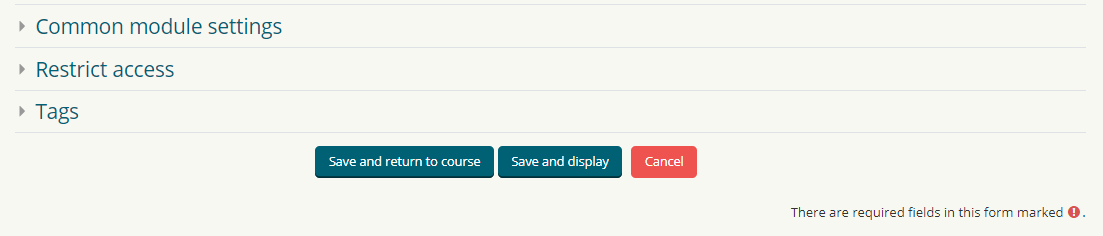 Common module settings
Restrict access
Tags
Save and return to course Save and display Cancel
There are required fields in this form marked .